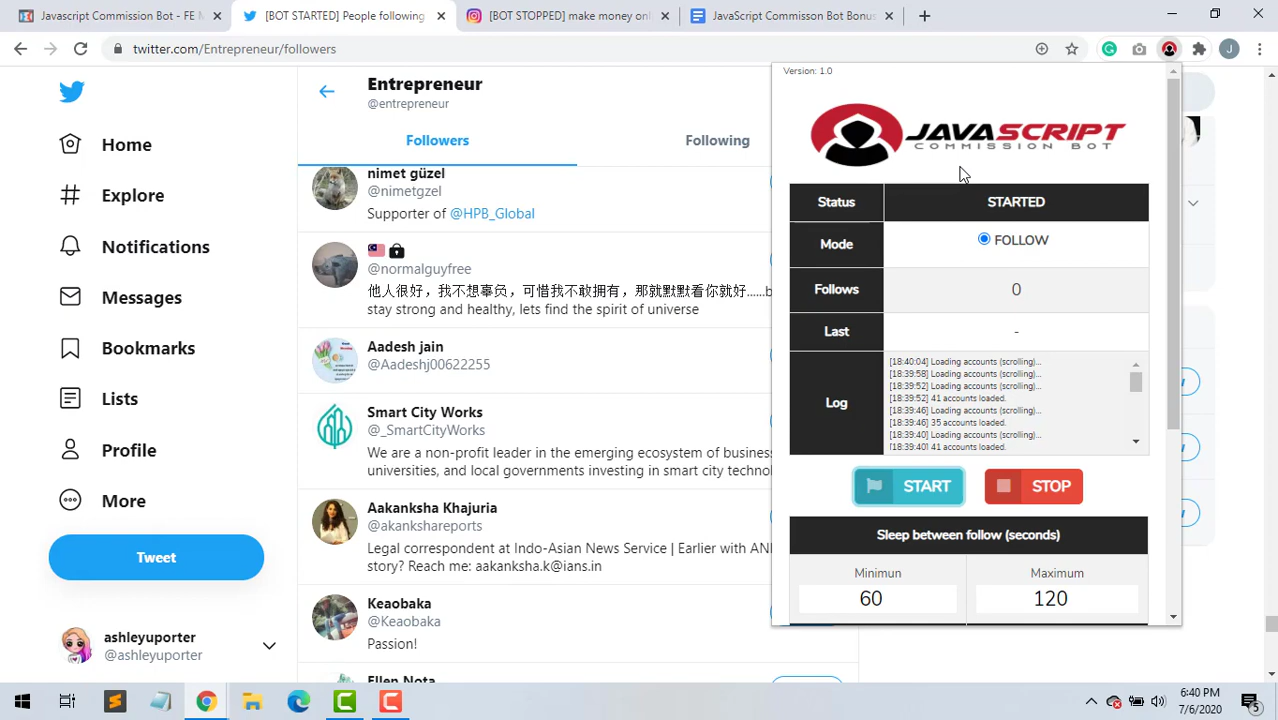 Javascript Commission Bot - FE M
[BOT STARTED] People following
[BOT STOPPED] make money onl
JavaScript Commisson Bot Bonus
twitter.com/Entrepreneur/followers
J
Home
Explore
Notifications
Messages
Bookmarks
Lists
Profile
More
Tweet
ashleyuporter
@ashleyuporter
Entrepreneur
@entrepreneur
Followers
Following
nimet güzel
@nimetgzel
Supporter of @HPB_Global
@normalguyfree
他人很好，我不想辜负，可惜我不敢拥有，那就默默看你就好......b
stay strong and healthy, lets find the spirit of universe
Aadesh jain
@Aadeshj00622255
Smart City Works
@_SmartCityWorks
We are a non-profit leader in the emerging ecosystem of business
universities, and local governments investing in smart city technol
Aakanksha Khajuria
@akankshareports
Legal correspondent at Indo-Asian News Service | Earlier with ANI
story? Reach me: aakanksha.k@ians.in
Keaobaka
@Keaobaka
Passion!
Ellen Nota
Version: 1.0
JAVASCRIPT
COMMISSION BOT
Status
STARTED
Mode
FOLLOW
Follows
0
Last
-
Log
[18:40:04] Loading accounts (scrolling)...
[18:39:58] Loading accounts (scrolling)...
[18:39:52] Loading accounts (scrolling)...
[18:39:52] 41 accounts loaded.
[18:39:46] Loading accounts (scrolling)...
[18:39:46] 35 accounts loaded.
[18:39:40] Loading accounts (scrolling)...
[18:39:40] 41 accounts loaded.
START
STOP
Sleep between follow (seconds)
Minimun
Maximum
60
120
6:40 PM
7/6/2020
5